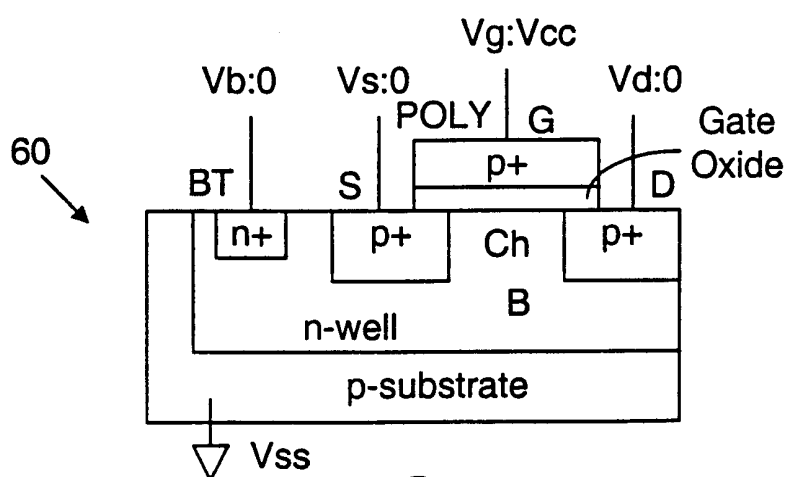 Vg:Vcc
Vb:0 Vs:0 Vd:0
POLY G Gate
60 p+ Oxide
BT S D
n+ p+ Ch p+
B
n-well
p-substrate
Vss